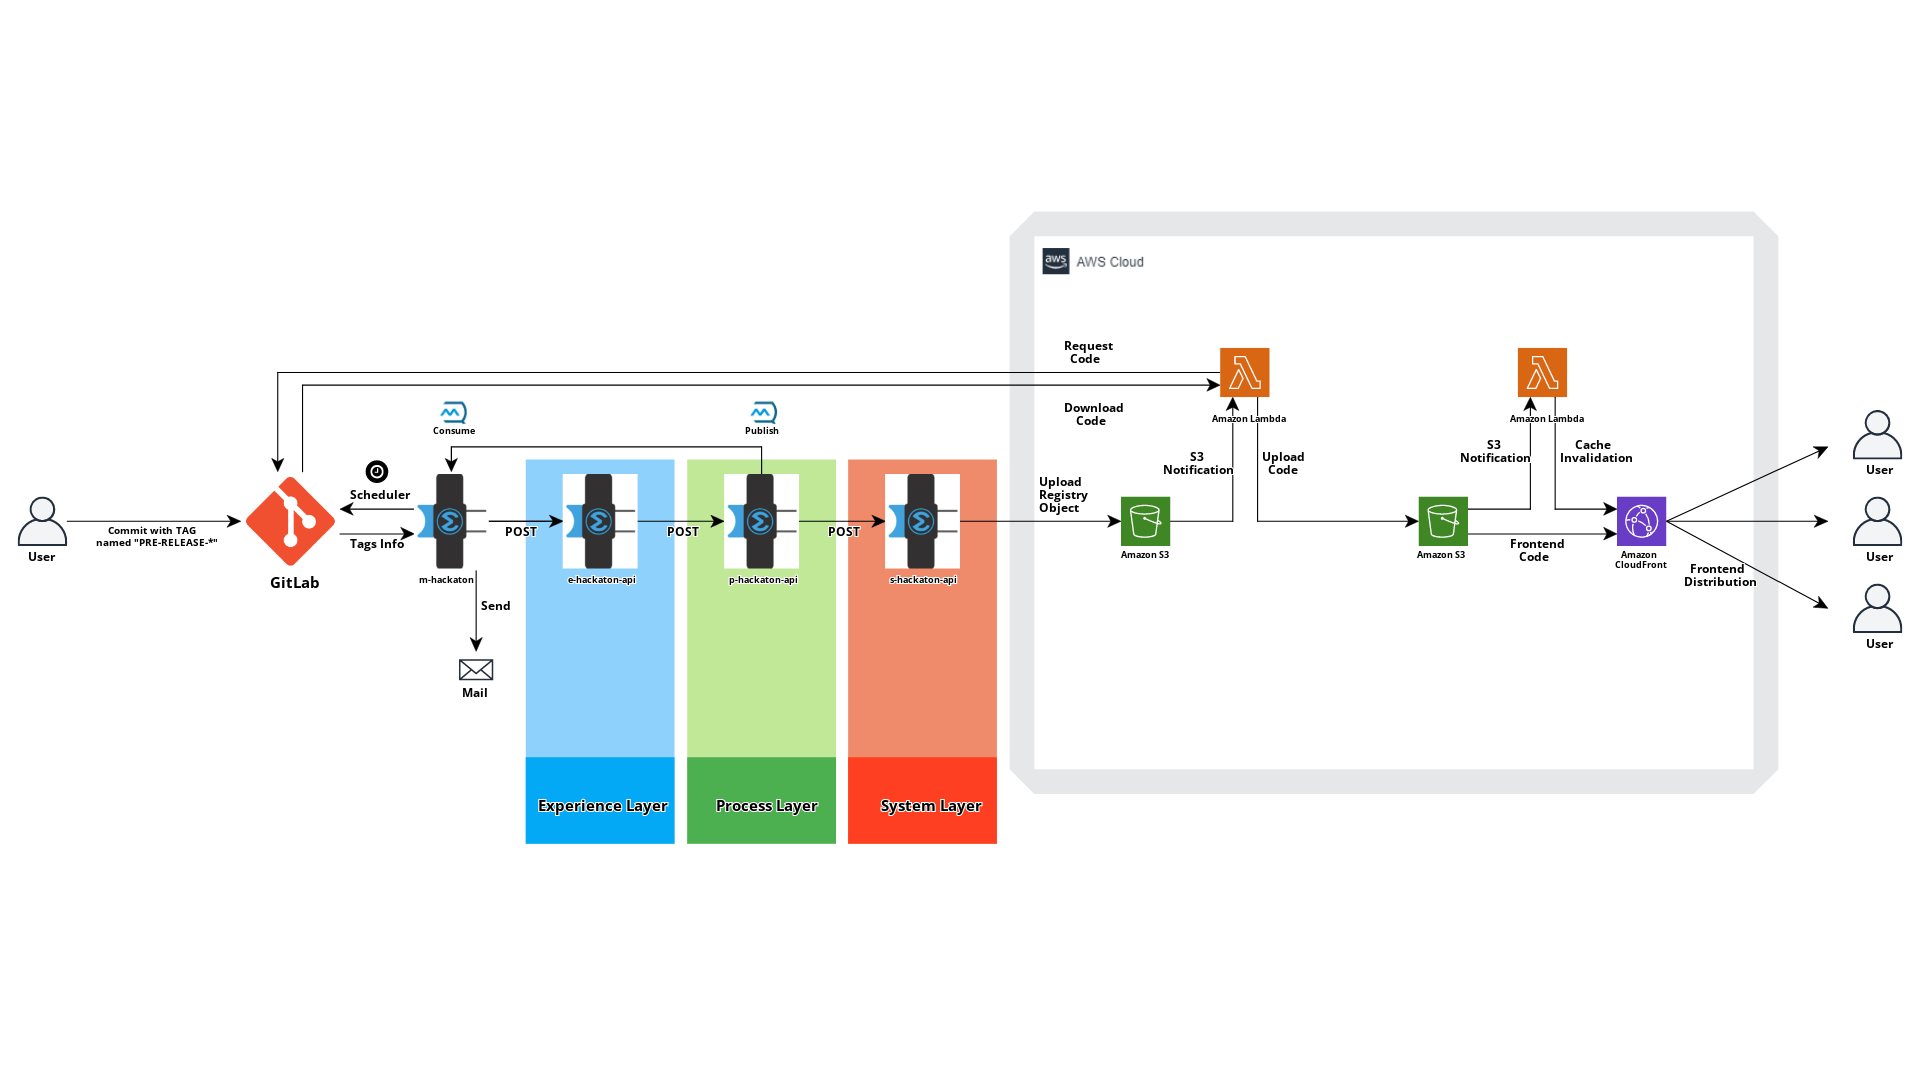 aws
AWS Cloud
Request
Code
Download
Code
Consume
Publish
Amazon Lambda
Amazon Lambda
S3
Notification
Cache
Invalidation
S3
Notification
Upload
Code
User
Scheduler
Upload
Registry
Object
Commit with TAG
named "PRE-RELEASE-*"
User
Tags Info
POST
POST
POST
Amazon S3
Amazon S3
Frontend
Code
Amazon
CloudFront
User
GitLab
m-hackaton
e-hackaton-api
p-hackaton-api
s-hackaton-api
Frontend
Distribution
Send
User
Mail
Experience Layer
Process Layer
System Layer